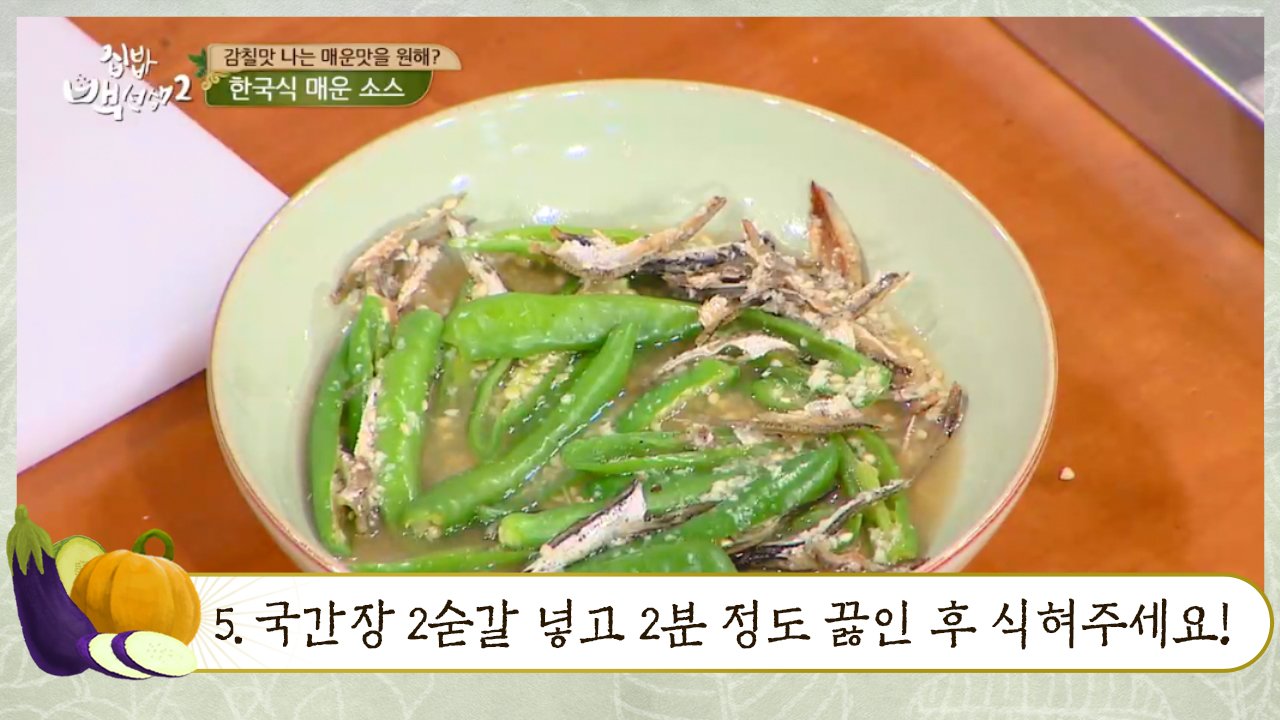 집밥
백선생2
감칠맛 나는 매운맛을 원해?
한국식 매운 소스
5. 국간장 2숟갈 넣고 2분 정도 끓인 후 식혀주세요!